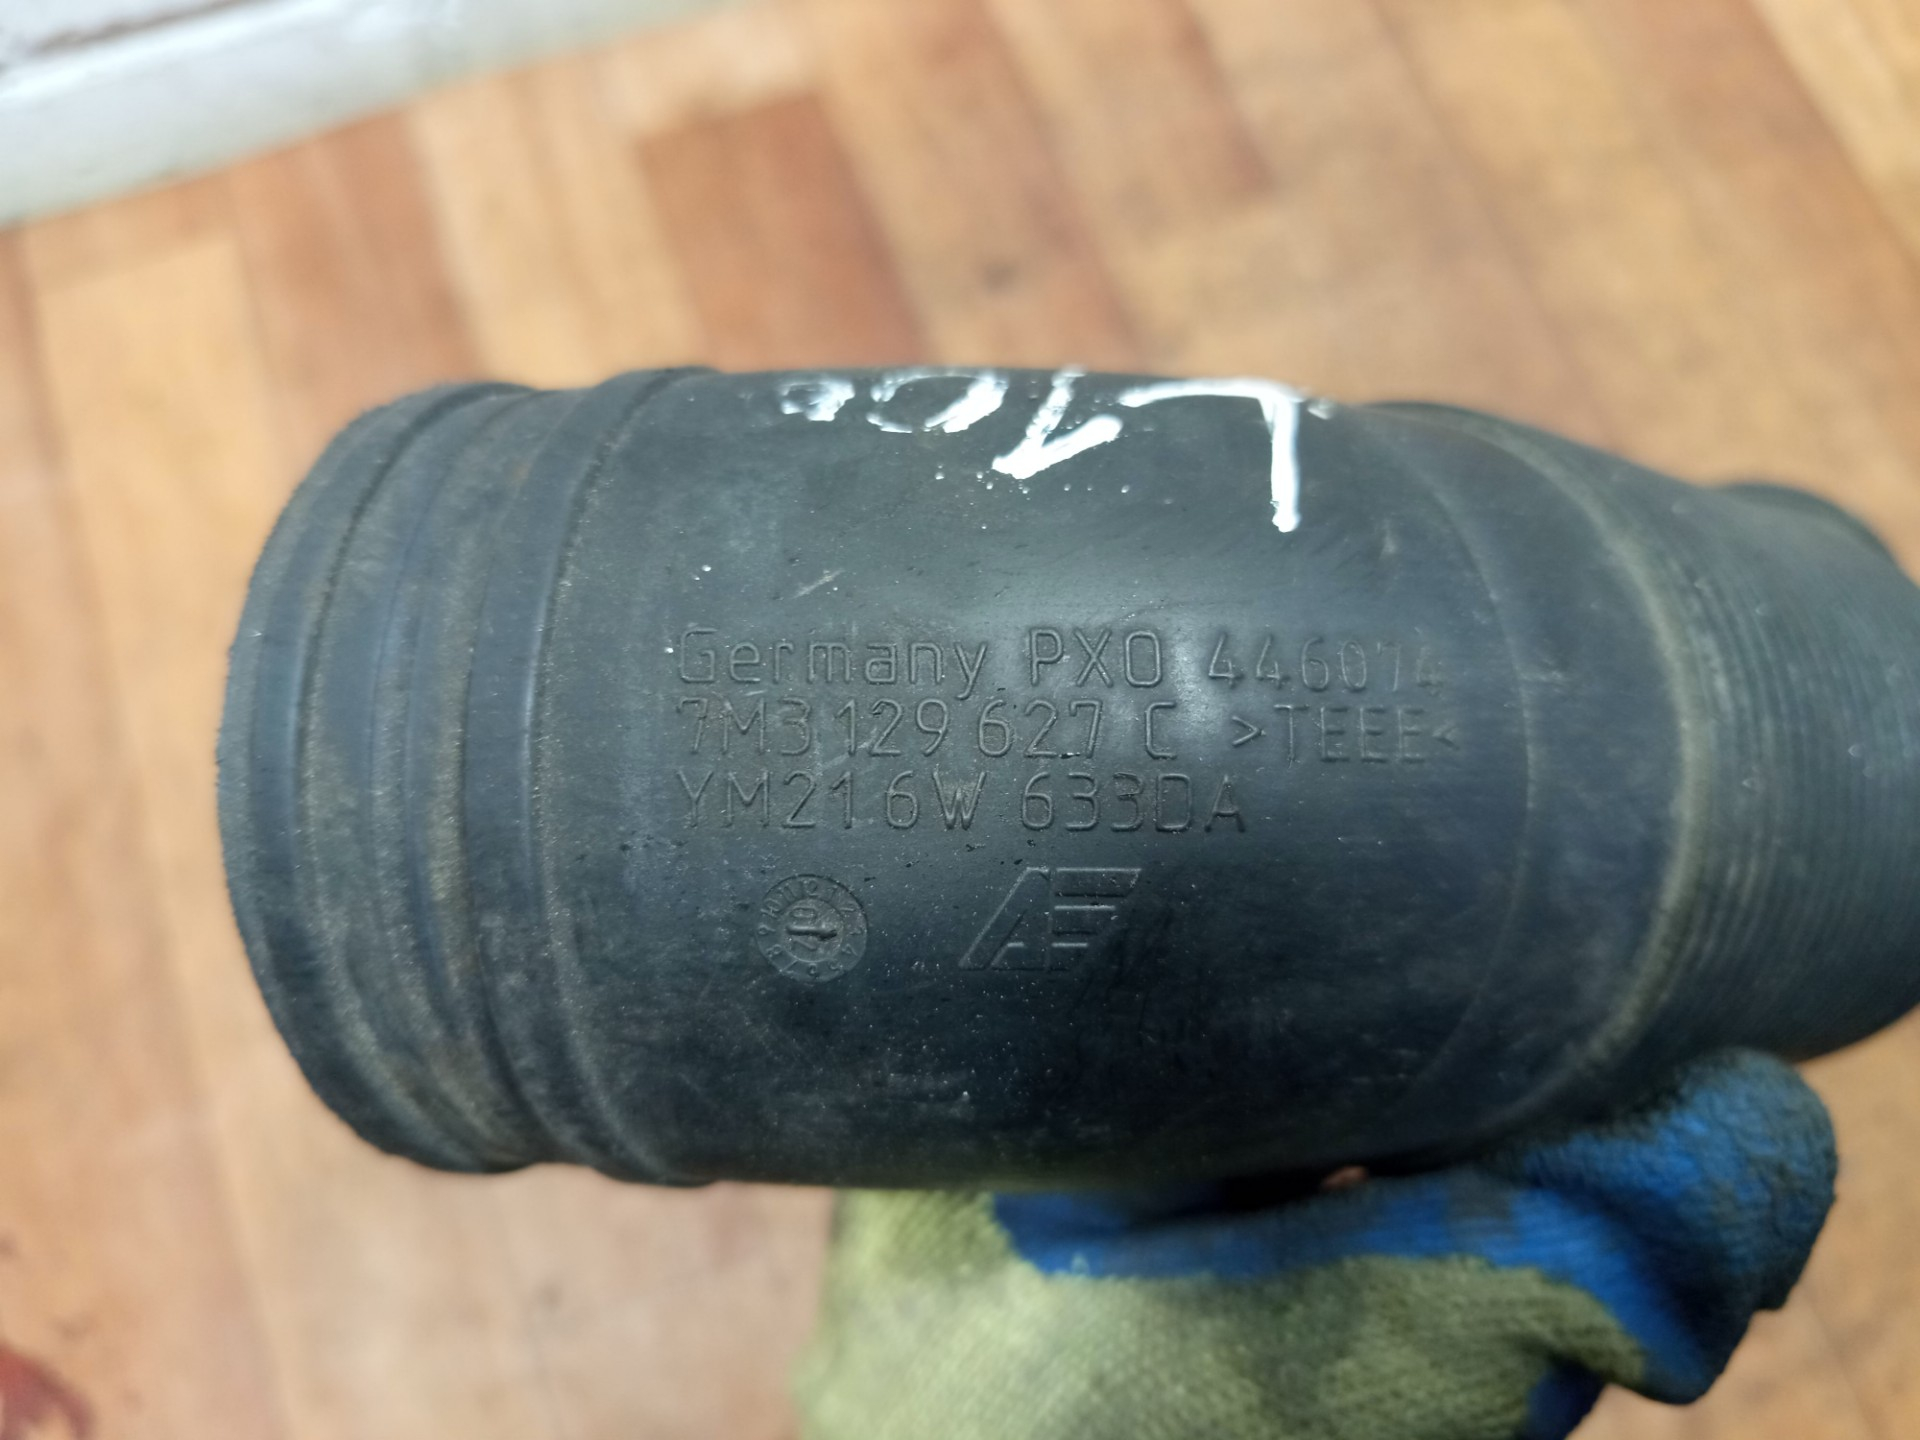 Germany PXO 446074
7M3 129 627 C >TEEE<
YM21 6W 633DA